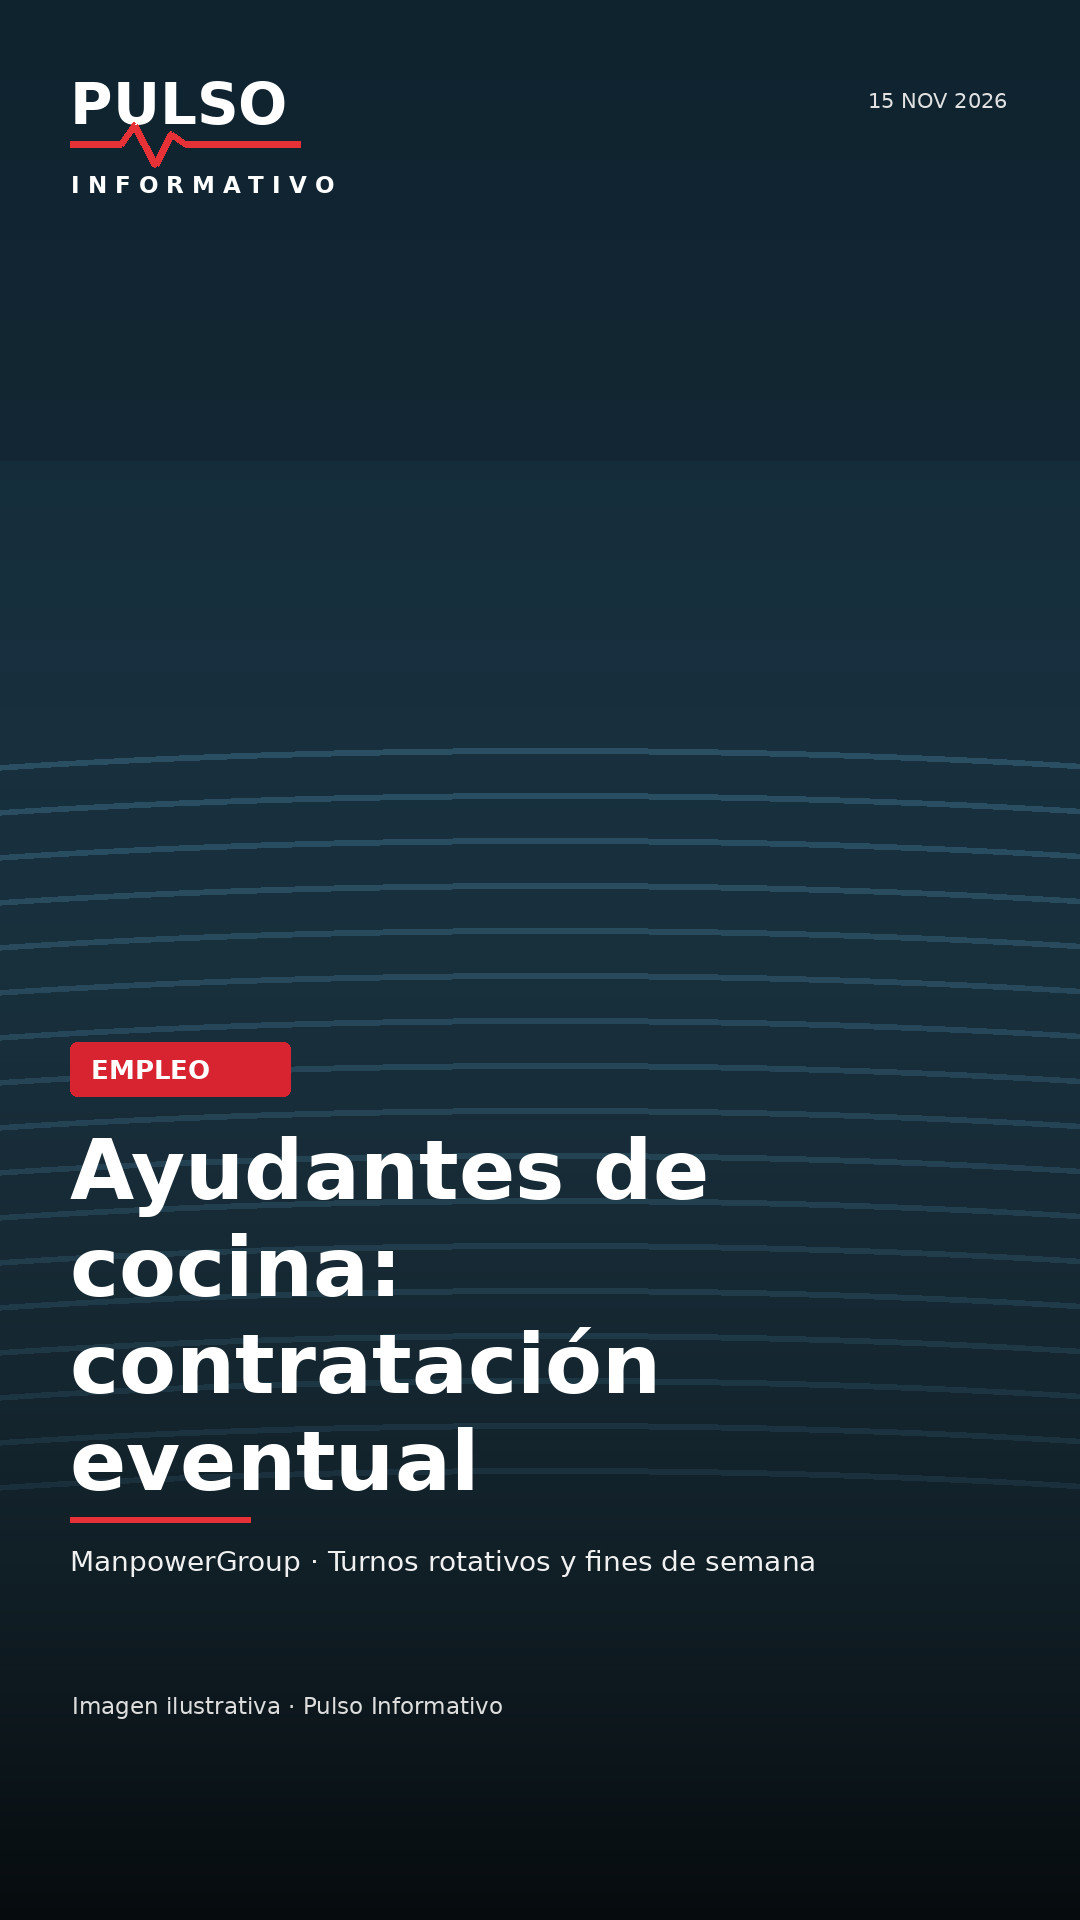 PULSO
INFORMATIVO
15 NOV 2026
EMPLEO
Ayudantes de
cocina:
contratación
eventual
ManpowerGroup · Turnos rotativos y fines de semana
Imagen ilustrativa · Pulso Informativo